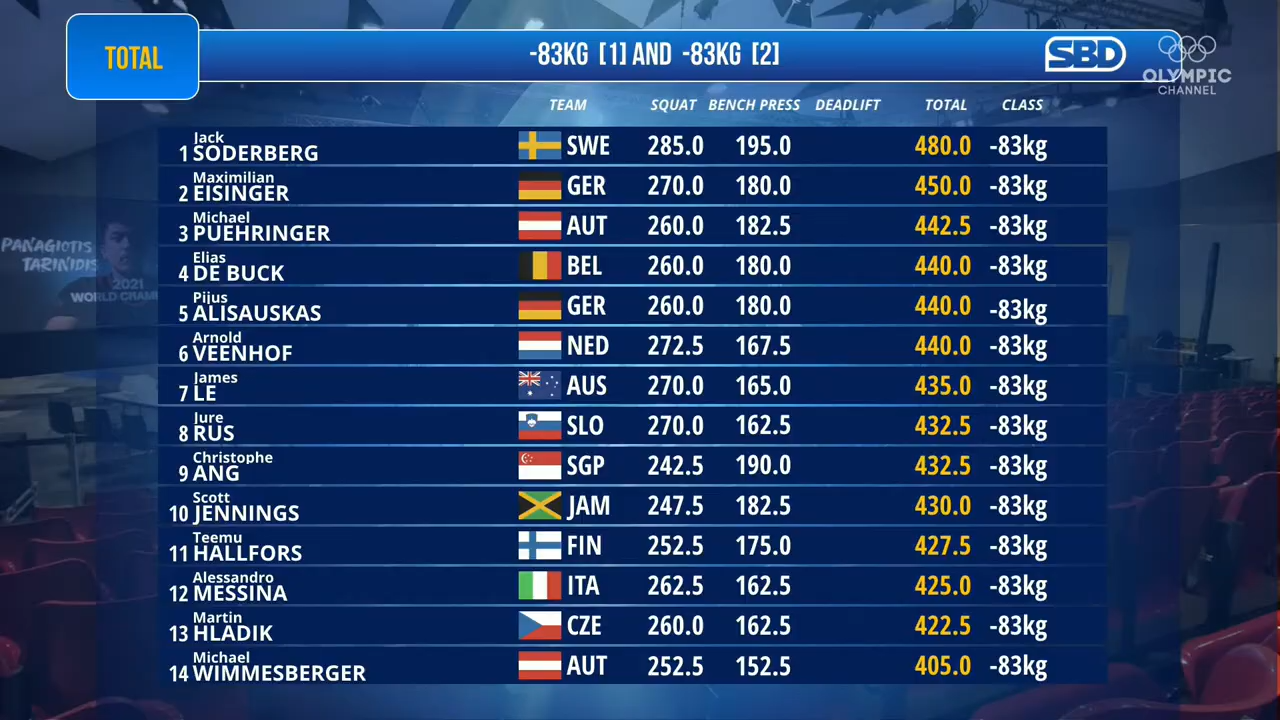 TOTAL
-83KG [1] AND -83KG [2]
SBD
OLYMPIC
CHANNEL
TEAM SQUAT BENCH PRESS DEADLIFT TOTAL CLASS
Jack
1 SODERBERG SWE 285.0 195.0 480.0 -83kg
Maximilian
2 EISINGER GER 270.0 180.0 450.0 -83kg
Michael
3 PUEHRINGER AUT 260.0 182.5 442.5 -83kg
Elias
4 DE BUCK BEL 260.0 180.0 440.0 -83kg
Pijus
5 ALISAUSKAS GER 260.0 180.0 440.0 -83kg
Arnold
6 VEENHOF NED 272.5 167.5 440.0 -83kg
James
7 LE AUS 270.0 165.0 435.0 -83kg
Jure
8 RUS SLO 270.0 162.5 432.5 -83kg
Christophe
9 ANG SGP 242.5 190.0 432.5 -83kg
Scott
10 JENNINGS JAM 247.5 182.5 430.0 -83kg
Teemu
11 HALLFORS FIN 252.5 175.0 427.5 -83kg
Alessandro
12 MESSINA ITA 262.5 162.5 425.0 -83kg
Martin
13 HLADIK CZE 260.0 162.5 422.5 -83kg
Michael
14 WIMMESBERGER AUT 252.5 152.5 405.0 -83kg
PANAGIOTIS
TARINIDIS
2021
WORLD